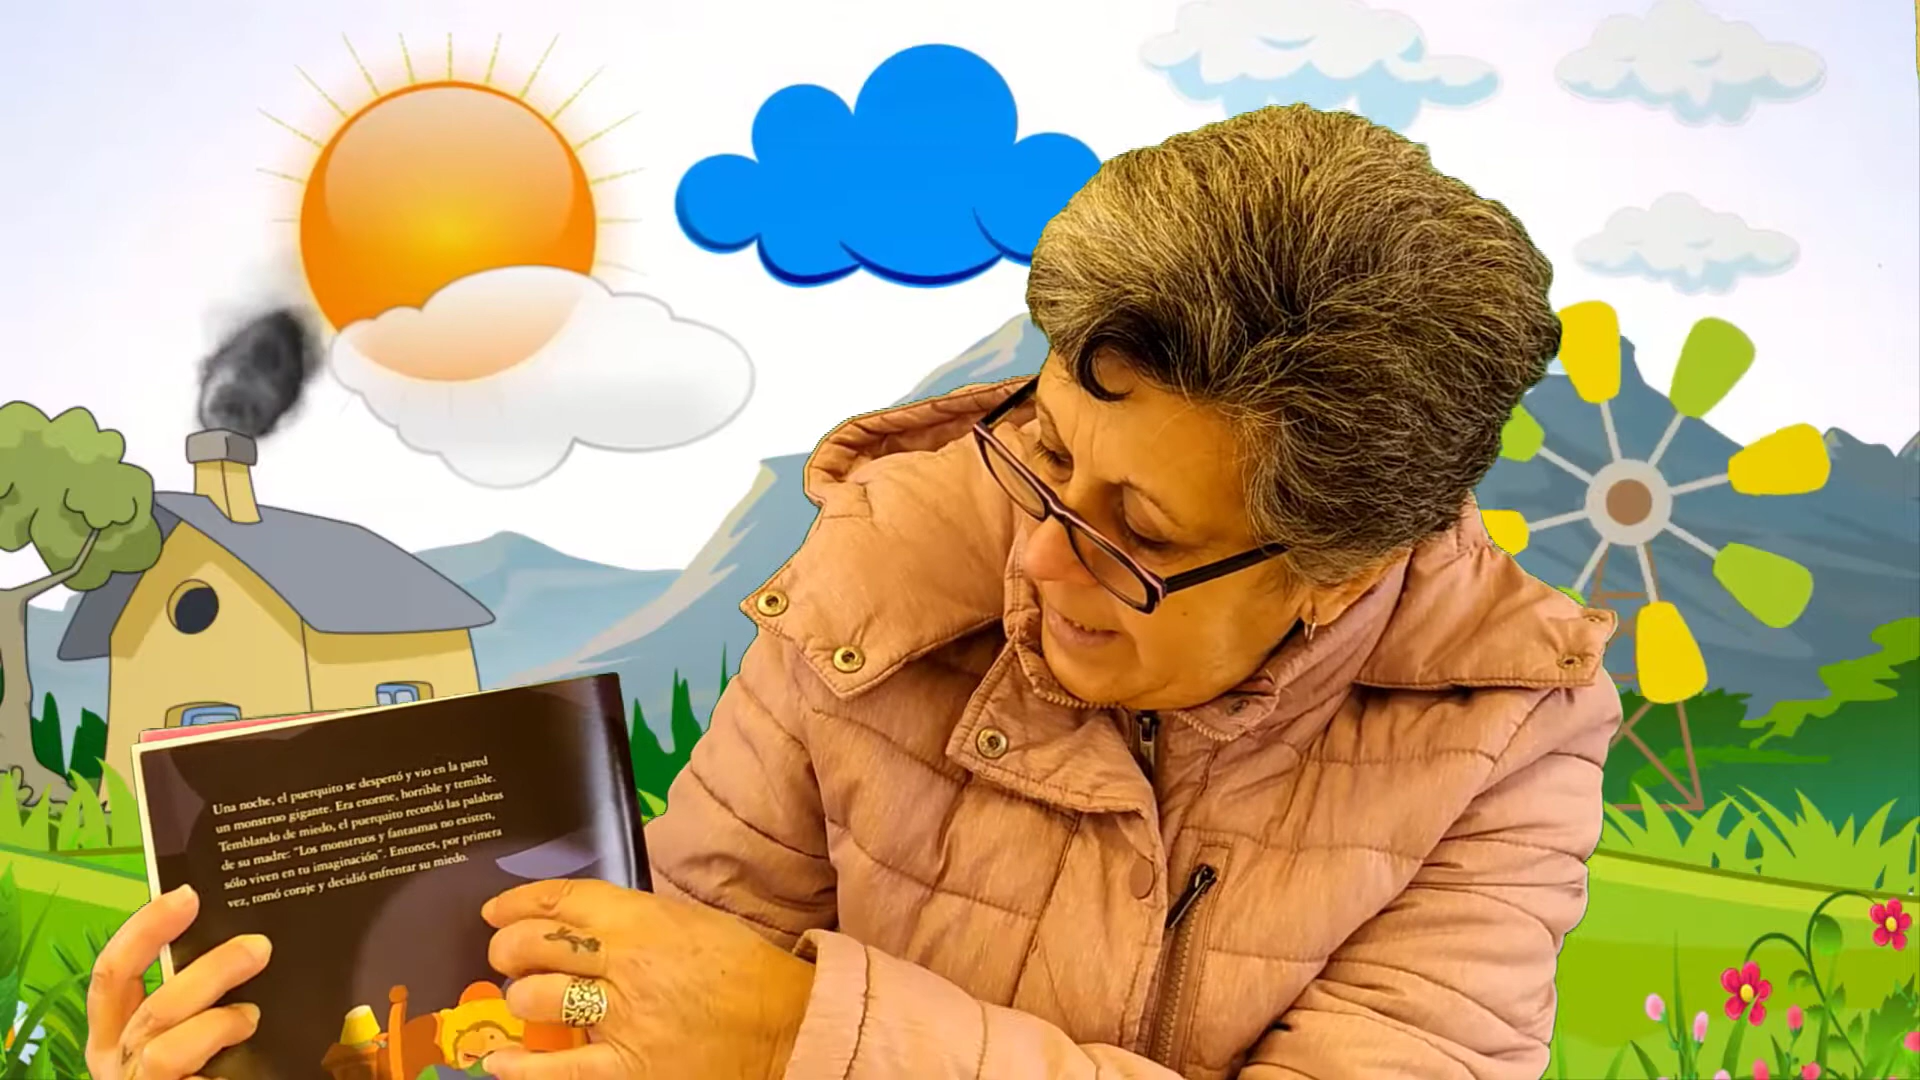 Una noche, el puerquito se despertó y vio en la pared
un monstruo gigante. Era enorme, horrible y temible.
Temblando de miedo, el puerquito recordó las palabras
de su madre: "Los monstruos y fantasmas no existen,
sólo viven en tu imaginación". Entonces, por primera
vez, tomó coraje y decidió enfrentar su miedo.